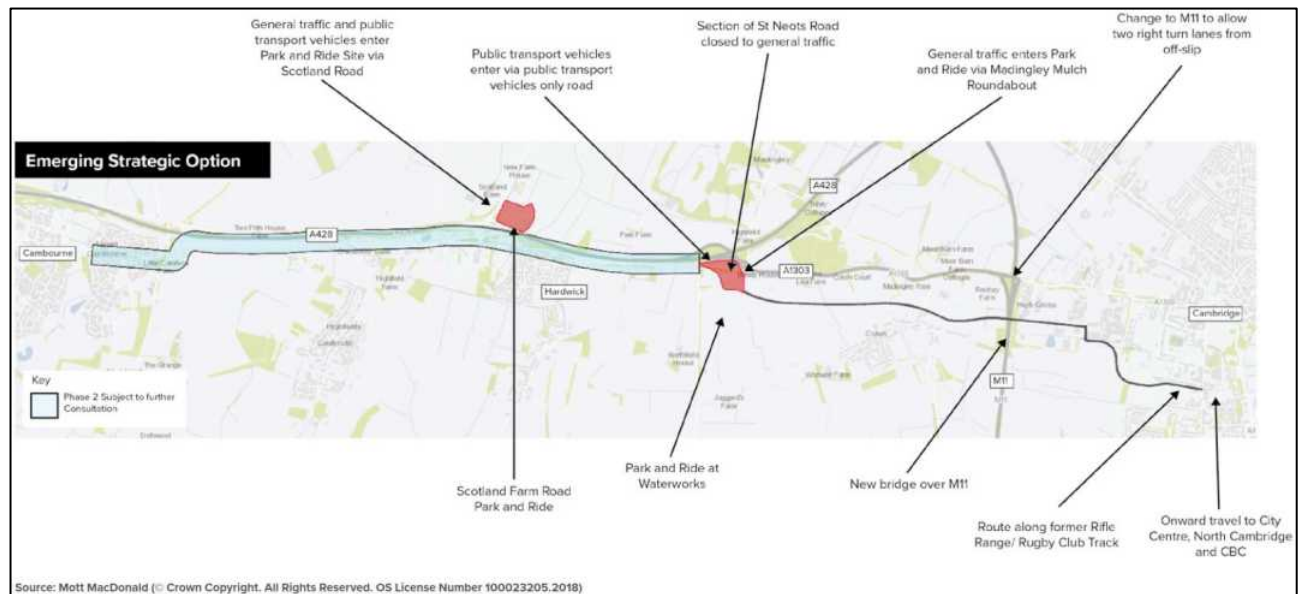 General traffic and public
transport vehicles enter
Park and Ride Site via
Scotland Road
Public transport vehicles
enter via public transport
vehicles only road
Section of St Neots Road
closed to general traffic
General traffic enters Park
and Ride via Madingley Mulch
Roundabout
Change to M11 to allow
two right turn lanes from
off-slip
Emerging Strategic Option
Madingley
A428
Scotland Farm
A428
Cambourne
Hardwick
A1303
Cambridge
M11
Key
Phase 2 Subject to further
Consultation
Scotland Farm Road
Park and Ride
Park and Ride at
Waterworks
New bridge over M11
Route along former Rifle
Range/ Rugby Club Track
Onward travel to City
Centre, North Cambridge
and CBC
Source: Mott MacDonald (© Crown Copyright. All Rights Reserved. OS License Number 100023205.2018)